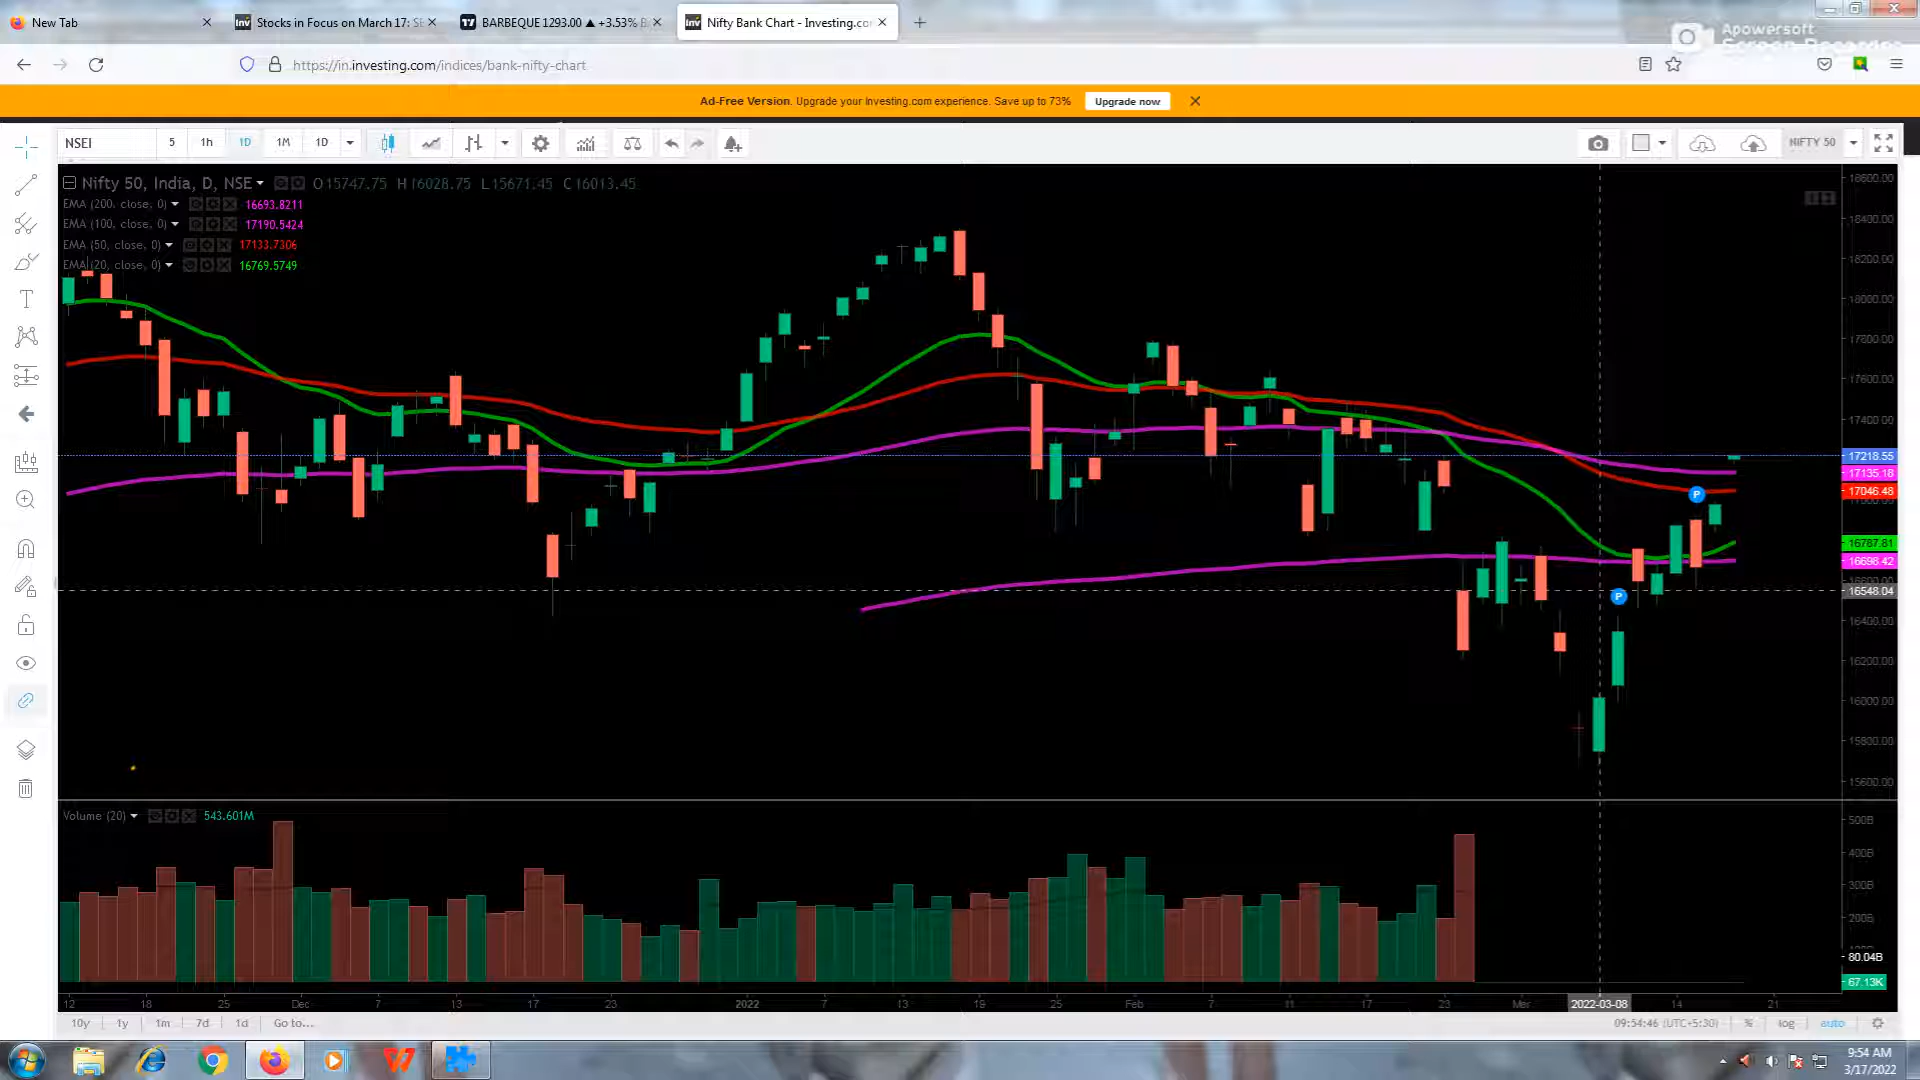 New Tab
Stocks in Focus on March 17: SE
BARBEQUE 1293.00 ▲ +3.53% B
Nifty Bank Chart - Investing.co
Apowersoft
Screen Recorder
https://in.investing.com/indices/bank-nifty-chart
Ad-Free Version. Upgrade your Investing.com experience. Save up to 73%
Upgrade now
NSEI 5 1h 1D 1M 1D
NIFTY 50
Nifty 50, India, D, NSE O15747.75 H16028.75 L15671.45 C16013.45
EMA (200, close, 0) 16693.8211
EMA (100, close, 0) 17190.5424
EMA (50, close, 0) 17133.7306
EMA (20, close, 0) 16769.5749
18600.00
18400.00
18200.00
18000.00
17800.00
17600.00
17400.00
17218.55
17135.18
17046.48
16787.81
16698.42
16548.04
16400.00
16200.00
16000.00
15800.00
15600.00
P
P
Volume (20) 543.601M
500B
400B
300B
200B
80.04B
67.13K
12 18 25 Dec 7 13 17 23 2022 7 13 19 25 Feb 7 11 17 23 Mar 2022-03-08 14 21
10y 1y 1m 7d 1d Go to...
09:54:46 (UTC+5:30) % log auto
9:54 AM
3/17/2022